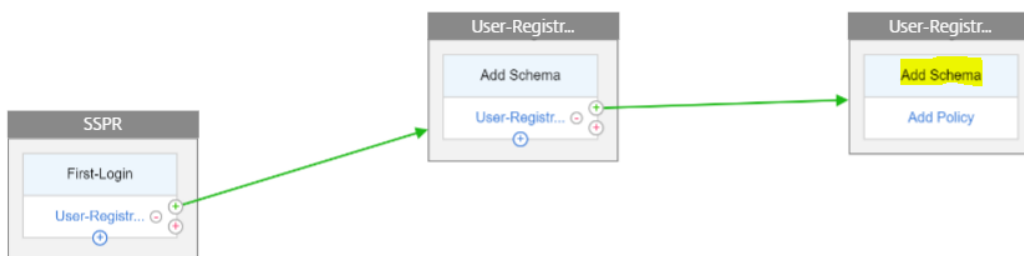 SSPR
First-Login
User-Registr...
User-Registr...
Add Schema
User-Registr...
User-Registr...
Add Schema
Add Policy